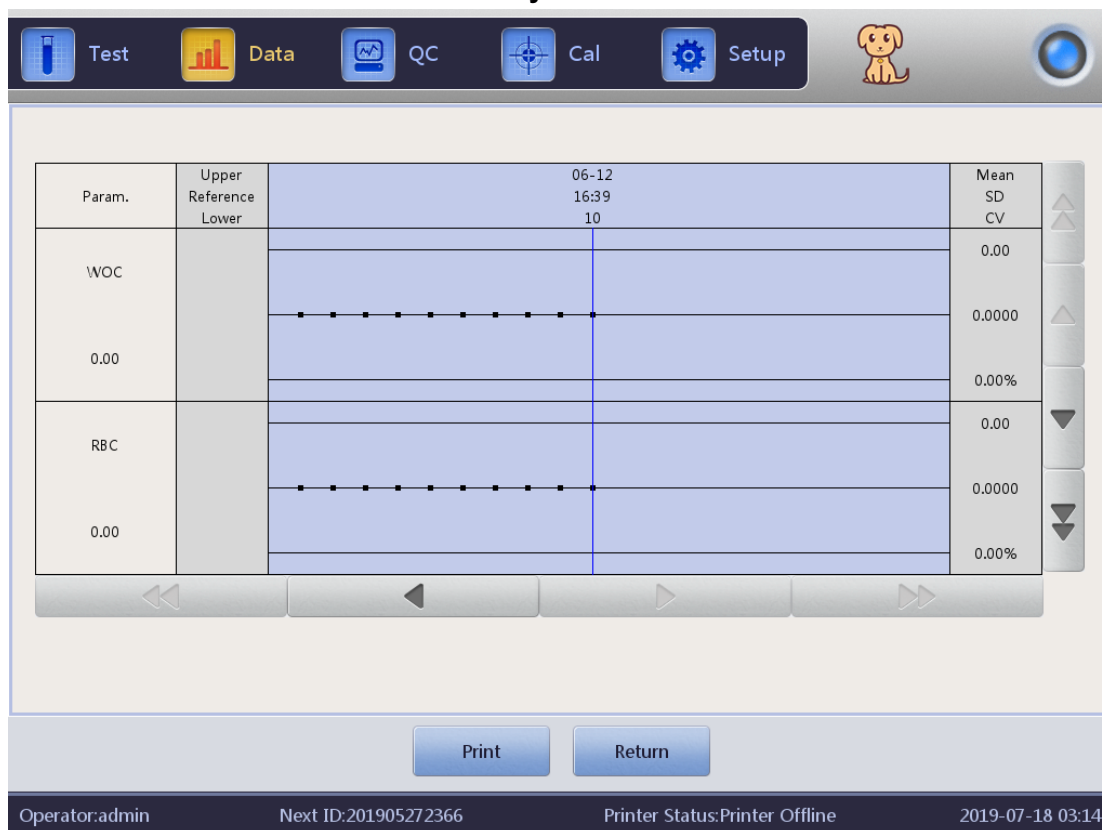 Test Data QC Cal Setup
Param. Upper Reference Lower 06-12 16:39 10 Mean SD CV
WOC 0.00
0.0000
0.00
0.00%
RBC 0.00
0.0000
0.00
0.00%
Print Return
Operator:admin Next ID:201905272366 Printer Status:Printer Offline 2019-07-18 03:14